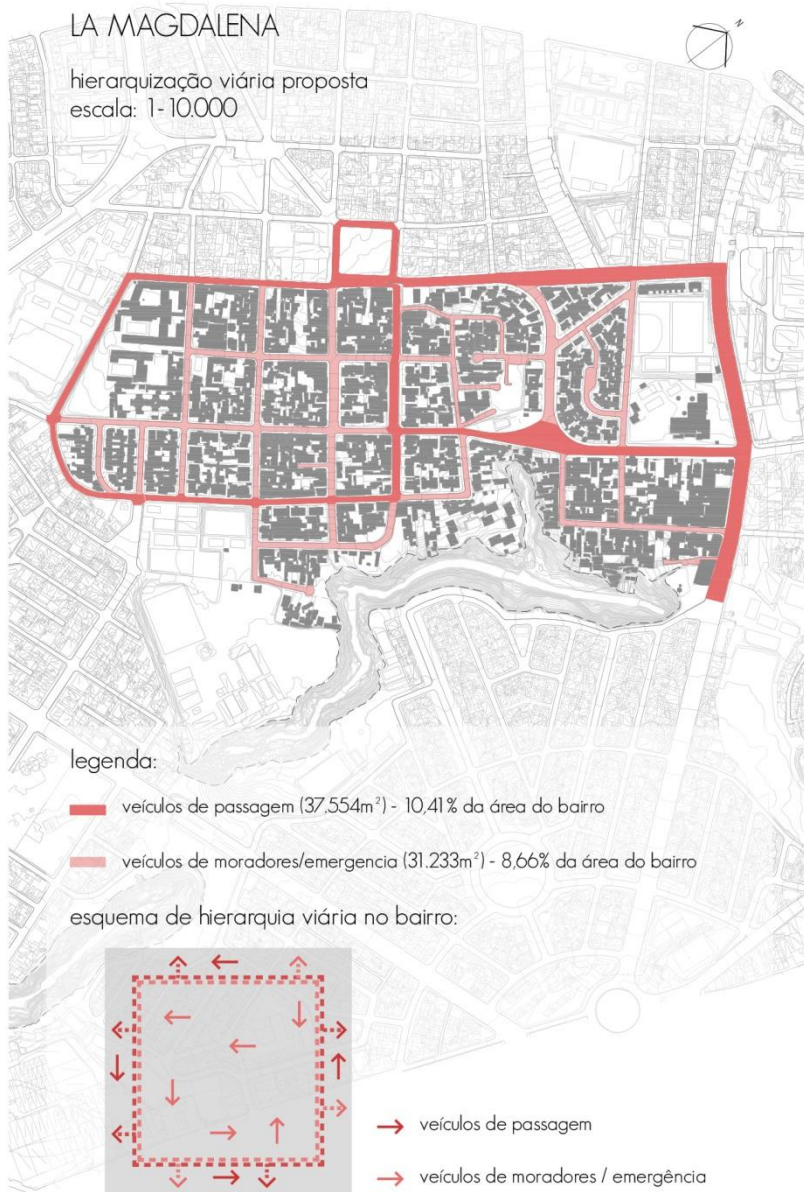 LA MAGDALENA
N
hierarquização viária proposta
escala: 1-10.000
legenda:
veículos de passagem (37.554m²) - 10,41% da área do bairro
veículos de moradores/emergencia (31.233m²) - 8,66% da área do bairro
esquema de hierarquia viária no bairro:
veículos de passagem
veículos de moradores / emergência